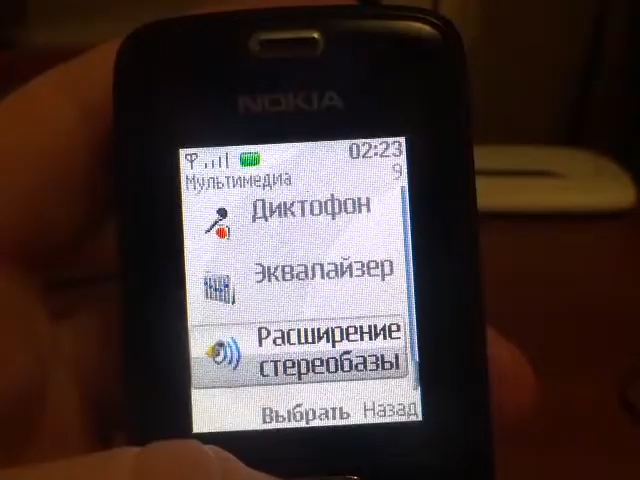 NOKIA
02:23
Мультимедиа 9
Диктофон
Эквалайзер
Расширение
стереобазы
Выбрать Назад